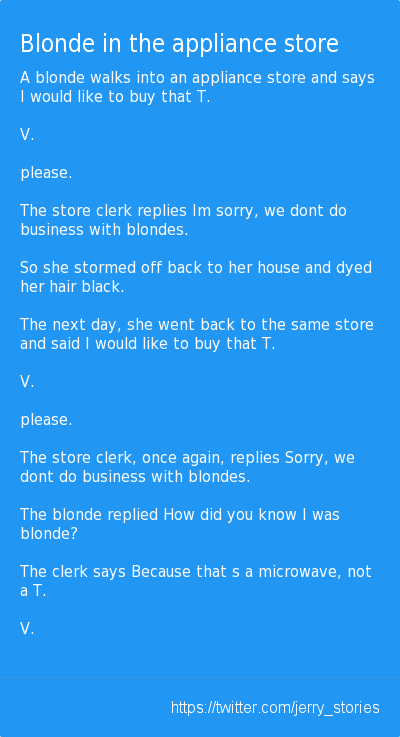 Blonde in the appliance store
A blonde walks into an appliance store and says
I would like to buy that T.
V.
please.
The store clerk replies Im sorry, we dont do
business with blondes.
So she stormed off back to her house and dyed
her hair black.
The next day, she went back to the same store
and said I would like to buy that T.
V.
please.
The store clerk, once again, replies Sorry, we
dont do business with blondes.
The blonde replied How did you know I was
blonde?
The clerk says Because that s a microwave, not
a T.
V.
https://twitter.com/jerry_stories